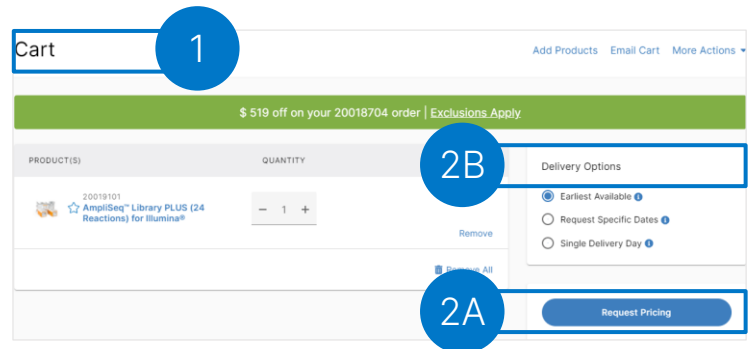 Cart
1
Add Products Email Cart More Actions
$ 519 off on your 20018704 order | Exclusions Apply
PRODUCT(S) QUANTITY
2B
Delivery Options
20019101
AmpliSeq™ Library PLUS (24
Reactions) for Illumina®
− 1 +
Remove
Earliest Available
Request Specific Dates
Single Delivery Day
Remove All
2A
Request Pricing